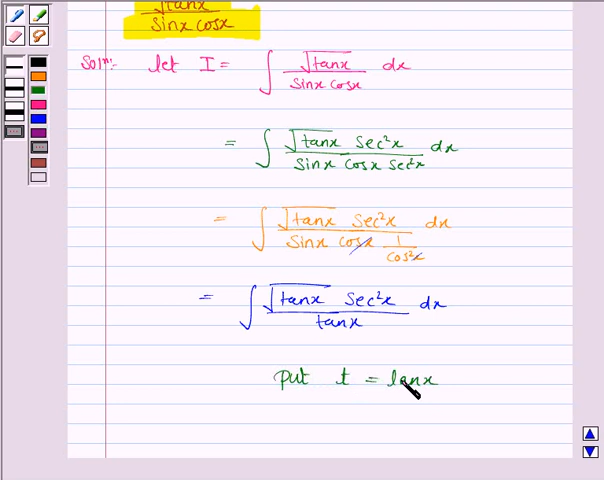 √tanx
sinx cosx
Soln:- let I = ∫ √tanx / sinx cosx dx
= ∫ √tanx sec²x / sinx cosx sec²x dx
= ∫ √tanx sec²x / sinx cosx 1/cos²x dx
= ∫ √tanx sec²x / tanx dx
put t = tanx